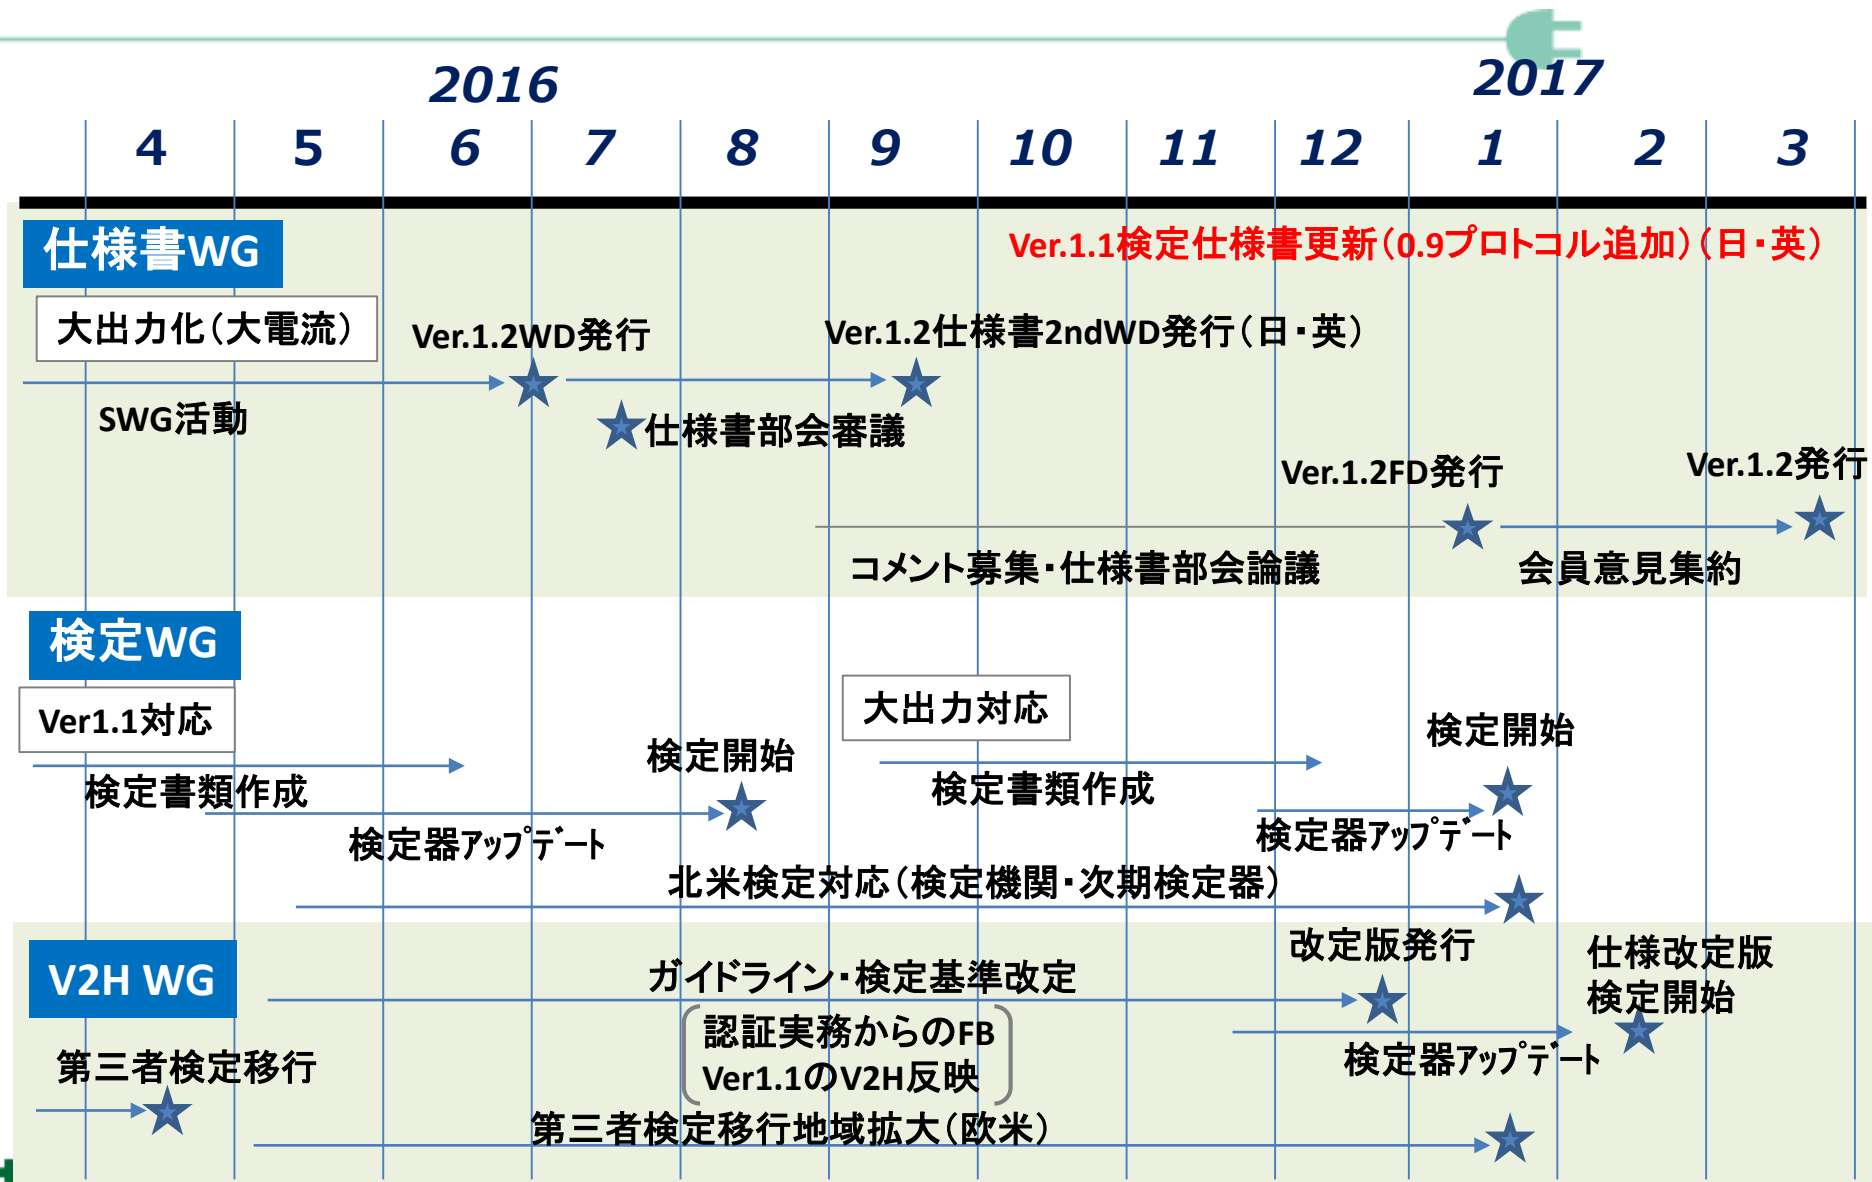 2016
2017
4 5 6 7 8 9 10 11 12 1 2 3
仕様書WG
Ver.1.1検定仕様書更新（0.9プロトコル追加）（日・英）
大出力化（大電流）
Ver.1.2WD発行
Ver.1.2仕様書2ndWD発行（日・英）
SWG活動
仕様書部会審議
Ver.1.2FD発行
Ver.1.2発行
コメント募集・仕様書部会論議
会員意見集約
検定WG
Ver1.1対応
大出力対応
検定開始
検定開始
検定書類作成
検定書類作成
検定器ｱｯﾌﾟﾃﾞｰﾄ
検定器ｱｯﾌﾟﾃﾞｰﾄ
北米検定対応（検定機関・次期検定器）
V2H WG
ガイドライン・検定基準改定
改定版発行
仕様改定版
検定開始
認証実務からのFB
Ver1.1のV2H反映
検定器ｱｯﾌﾟﾃﾞｰﾄ
第三者検定移行
第三者検定移行地域拡大（欧米）